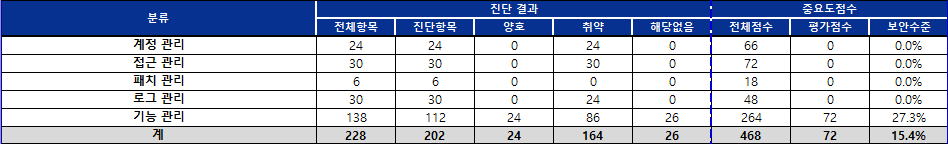 분류 진단 결과 중요도점수
전체항목 진단항목 양호 취약 해당없음 전체점수 평가점수 보안수준
계정 관리 24 24 0 24 0 66 0 0.0%
접근 관리 30 30 0 30 0 72 0 0.0%
패치 관리 6 6 0 0 0 18 0 0.0%
로그 관리 30 30 0 24 0 48 0 0.0%
기능 관리 138 112 24 86 26 264 72 27.3%
계 228 202 24 164 26 468 72 15.4%